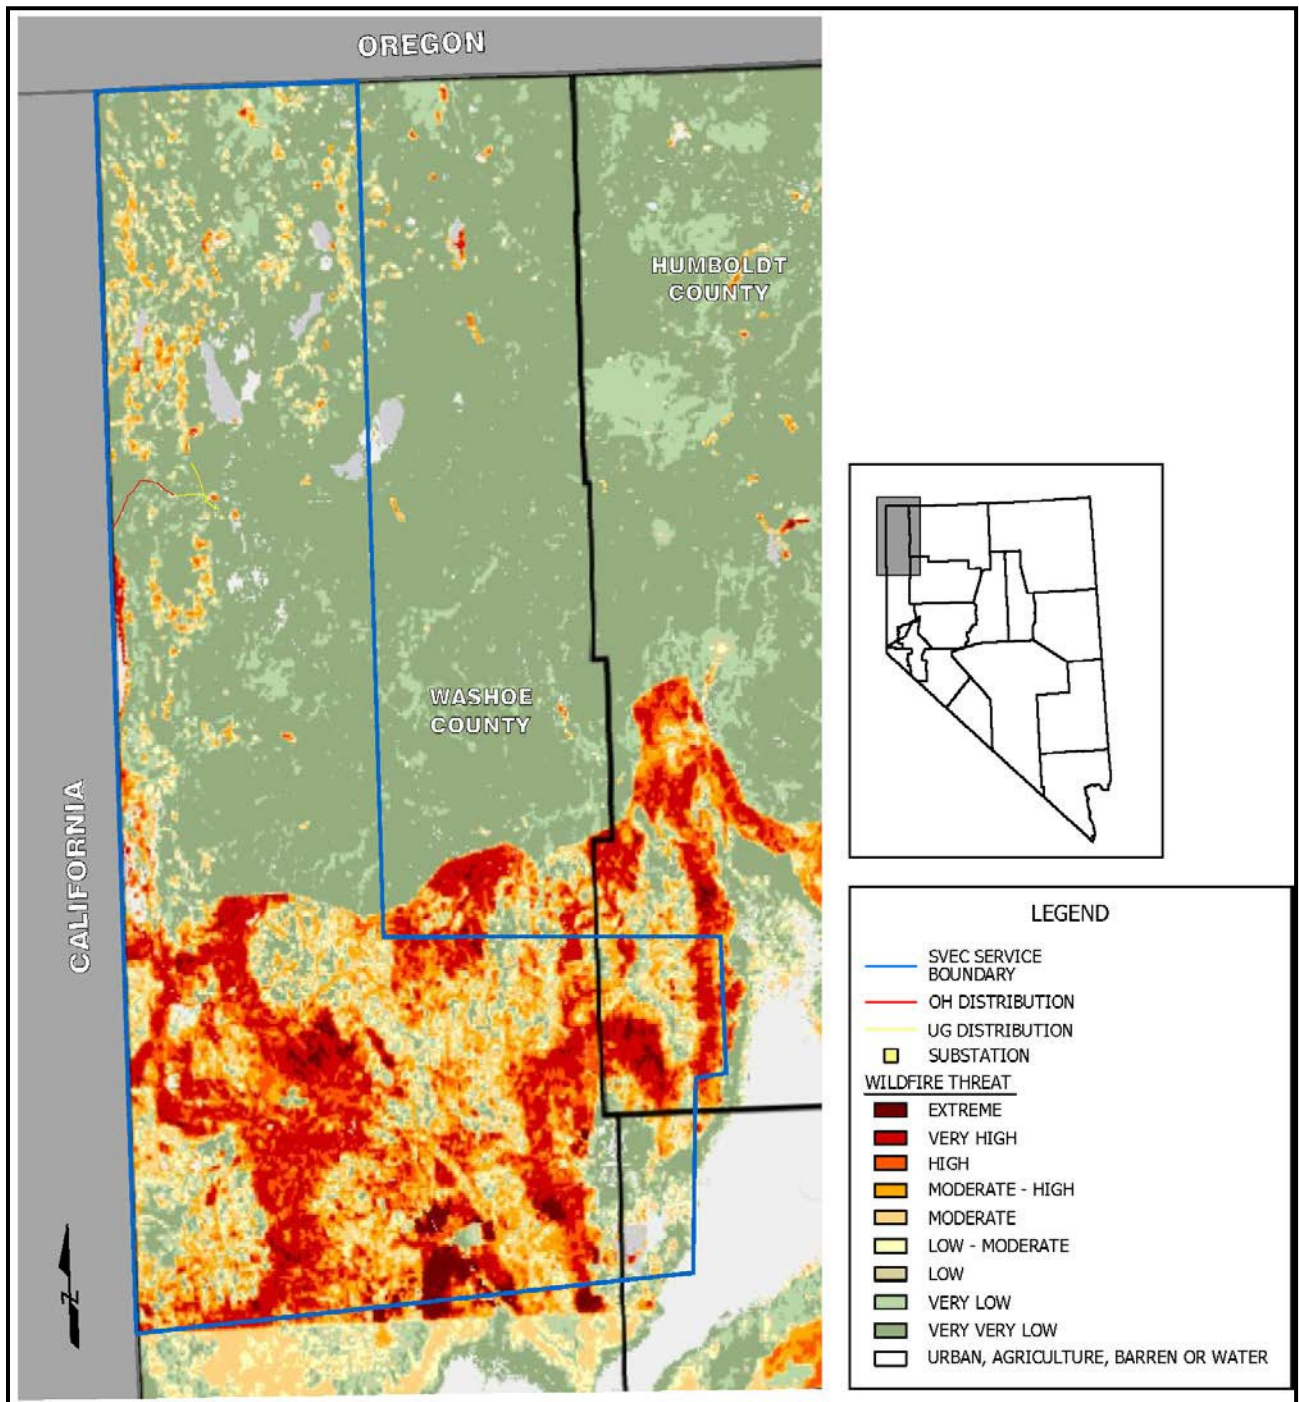 OREGON
HUMBOLDT
COUNTY
WASHOE
COUNTY
CALIFORNIA
N
LEGEND
SVEC SERVICE
BOUNDARY
OH DISTRIBUTION
UG DISTRIBUTION
SUBSTATION
WILDFIRE THREAT
EXTREME
VERY HIGH
HIGH
MODERATE - HIGH
MODERATE
LOW - MODERATE
LOW
VERY LOW
VERY VERY LOW
URBAN, AGRICULTURE, BARREN OR WATER